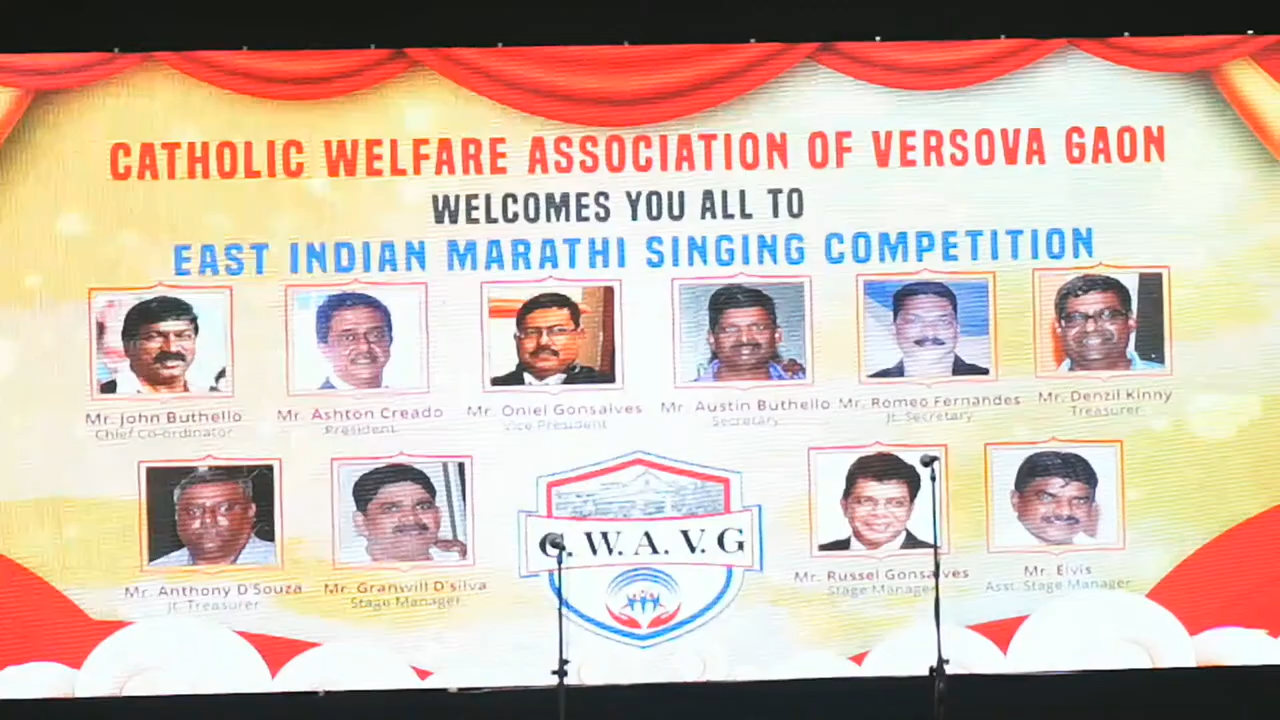 CATHOLIC WELFARE ASSOCIATION OF VERSOVA GAON
WELCOMES YOU ALL TO
EAST INDIAN MARATHI SINGING COMPETITION
Mr. John Buthello
Chief Co-ordinator
Mr. Ashton Creado
President
Mr. Oniel Gonsalves
Vice President
Mr. Austin Buthello
Secretary
Mr. Romeo Fernandes
Jt. Secretary
Mr. Denzil Kinny
Treasurer
Mr. Anthony D'Souza
Jt. Treasurer
Mr. Granwill D'silva
Stage Manager
C. W. A. V. G
Mr. Russel Gonsalves
Stage Manager
Mr. Elvis
Asst. Stage Manager